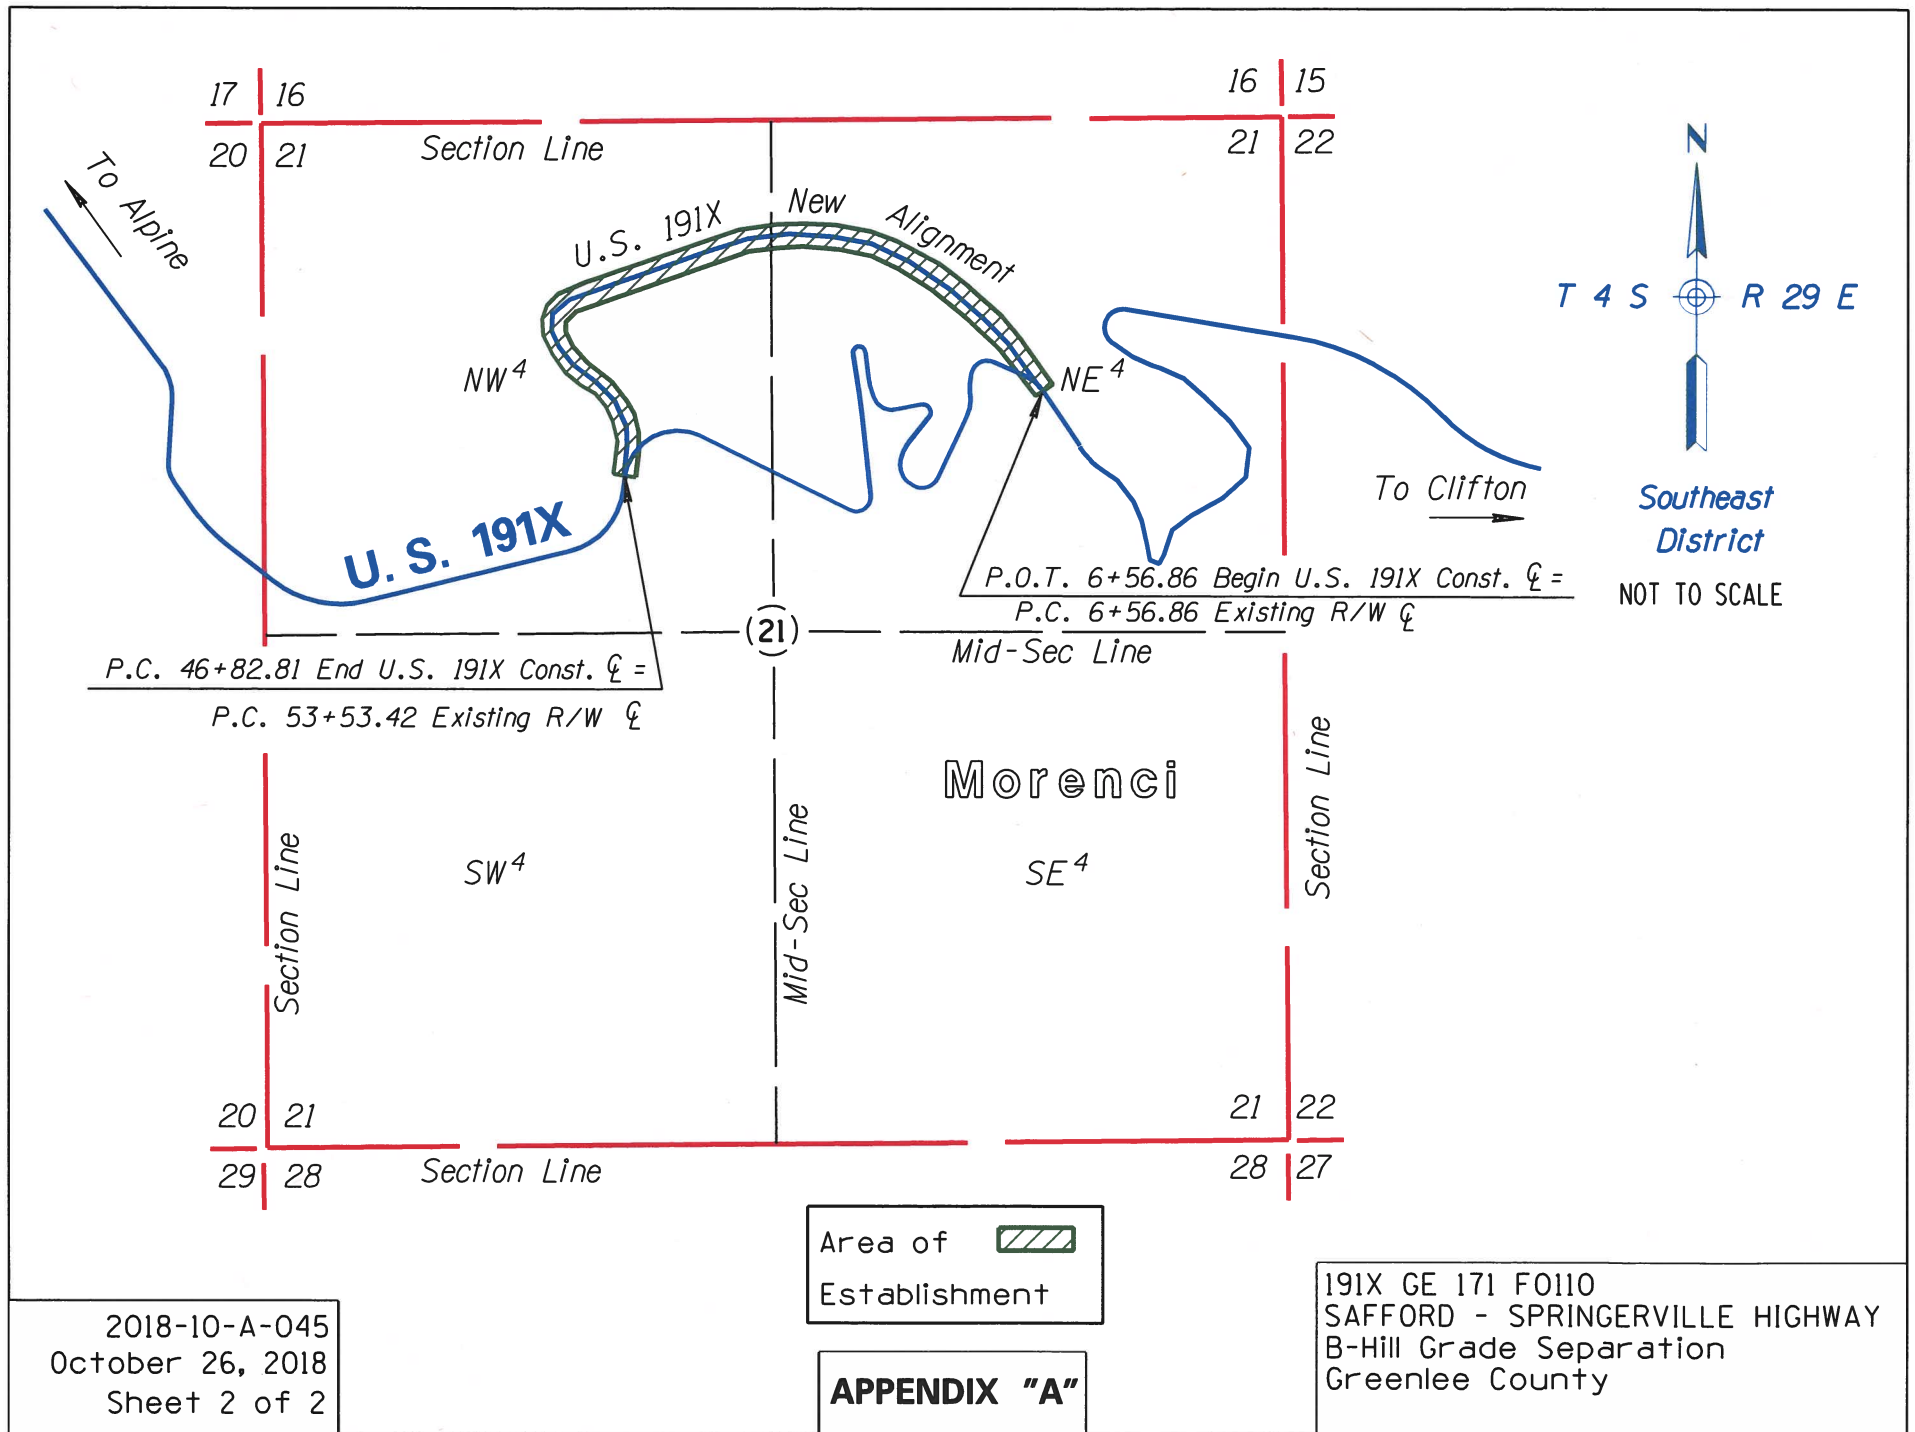 17 16
16 15
20 21
21 22
Section Line
N
To Alpine
U.S. 191X New Alignment
T 4 S R 29 E
NW 4
NE 4
To Clifton
Southeast
District
NOT TO SCALE
U. S. 191X
P.O.T. 6+56.86 Begin U.S. 191X Const. ℄ =
P.C. 6+56.86 Existing R/W ℄
(21)
Mid-Sec Line
P.C. 46+82.81 End U.S. 191X Const. ℄ =
P.C. 53+53.42 Existing R/W ℄
Morenci
Section Line
Mid-Sec Line
Section Line
SW 4
SE 4
20 21
21 22
29 28
28 27
Section Line
Area of
Establishment
APPENDIX "A"
2018-10-A-045
October 26, 2018
Sheet 2 of 2
191X GE 171 F0110
SAFFORD - SPRINGERVILLE HIGHWAY
B-Hill Grade Separation
Greenlee County